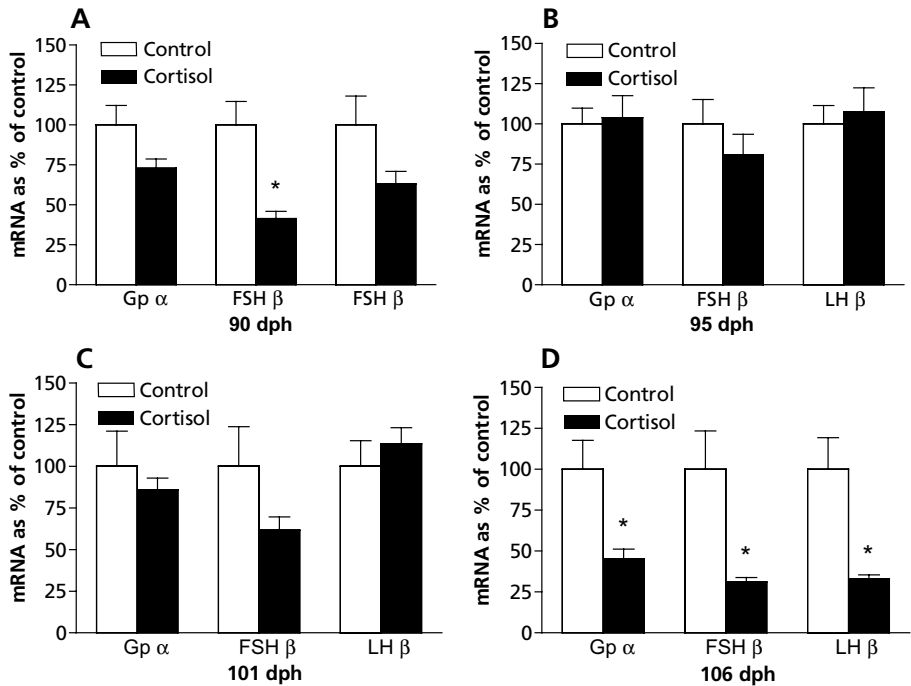 A
mRNA as % of control
150
125
100
75
50
25
0
Control
Cortisol
*
Gp α
FSH β
FSH β
90 dph
B
mRNA as % of control
150
125
100
75
50
25
0
Control
Cortisol
Gp α
FSH β
LH β
95 dph
C
mRNA as % of control
150
125
100
75
50
25
0
Control
Cortisol
Gp α
FSH β
LH β
101 dph
D
mRNA as % of control
150
125
100
75
50
25
0
Control
Cortisol
*
*
*
Gp α
FSH β
LH β
106 dph